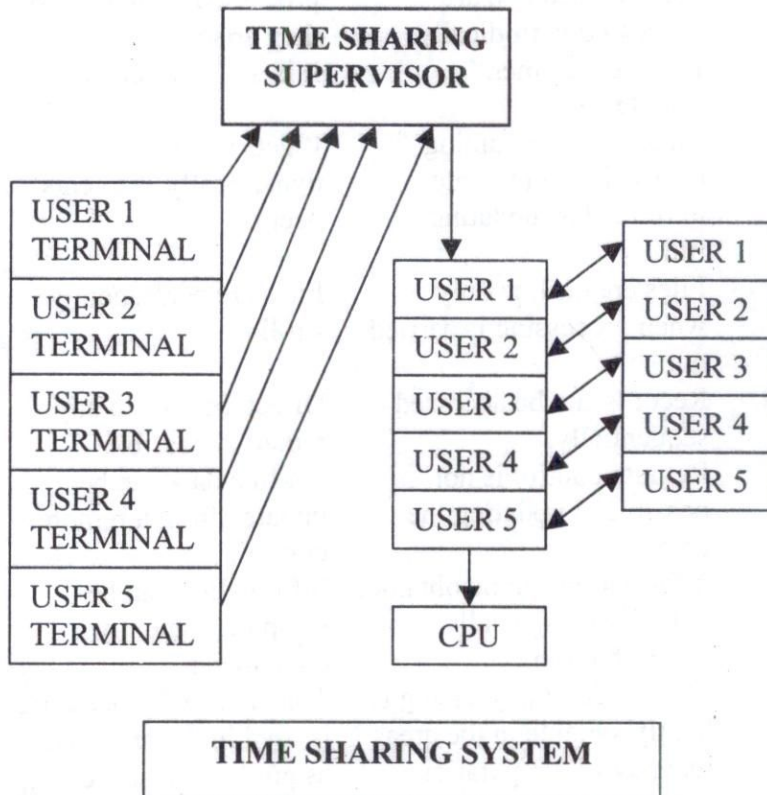 TIME SHARING
SUPERVISOR
USER 1
TERMINAL
USER 2
TERMINAL
USER 3
TERMINAL
USER 4
TERMINAL
USER 5
TERMINAL
USER 1
USER 2
USER 3
USER 4
USER 5
CPU
USER 1
USER 2
USER 3
USER 4
USER 5
TIME SHARING SYSTEM